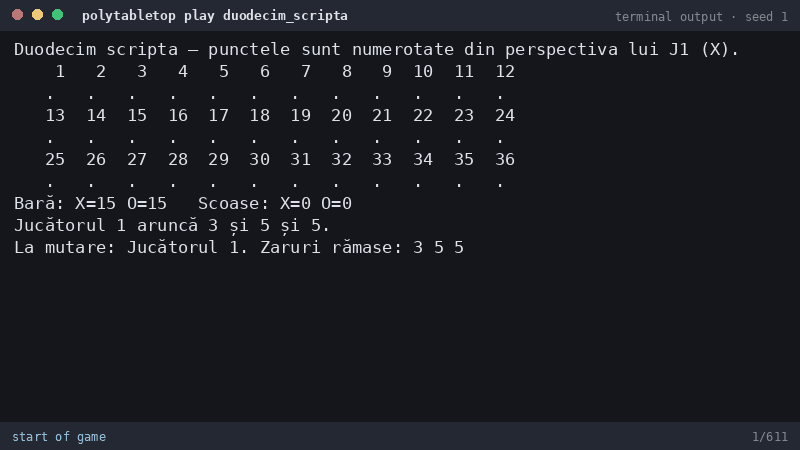 polytabletop play duodecim_scripta
terminal output · seed 1
Duodecim scripta — punctele sunt numerotate din perspectiva lui J1 (X).
1 2 3 4 5 6 7 8 9 10 11 12
. . . . . . . . . . . .
13 14 15 16 17 18 19 20 21 22 23 24
. . . . . . . . . . . .
25 26 27 28 29 30 31 32 33 34 35 36
. . . . . . . . . . . .
Bară: X=15 O=15 Scoase: X=0 O=0
Jucătorul 1 aruncă 3 și 5 și 5.
La mutare: Jucătorul 1. Zaruri rămase: 3 5 5
start of game
1/611